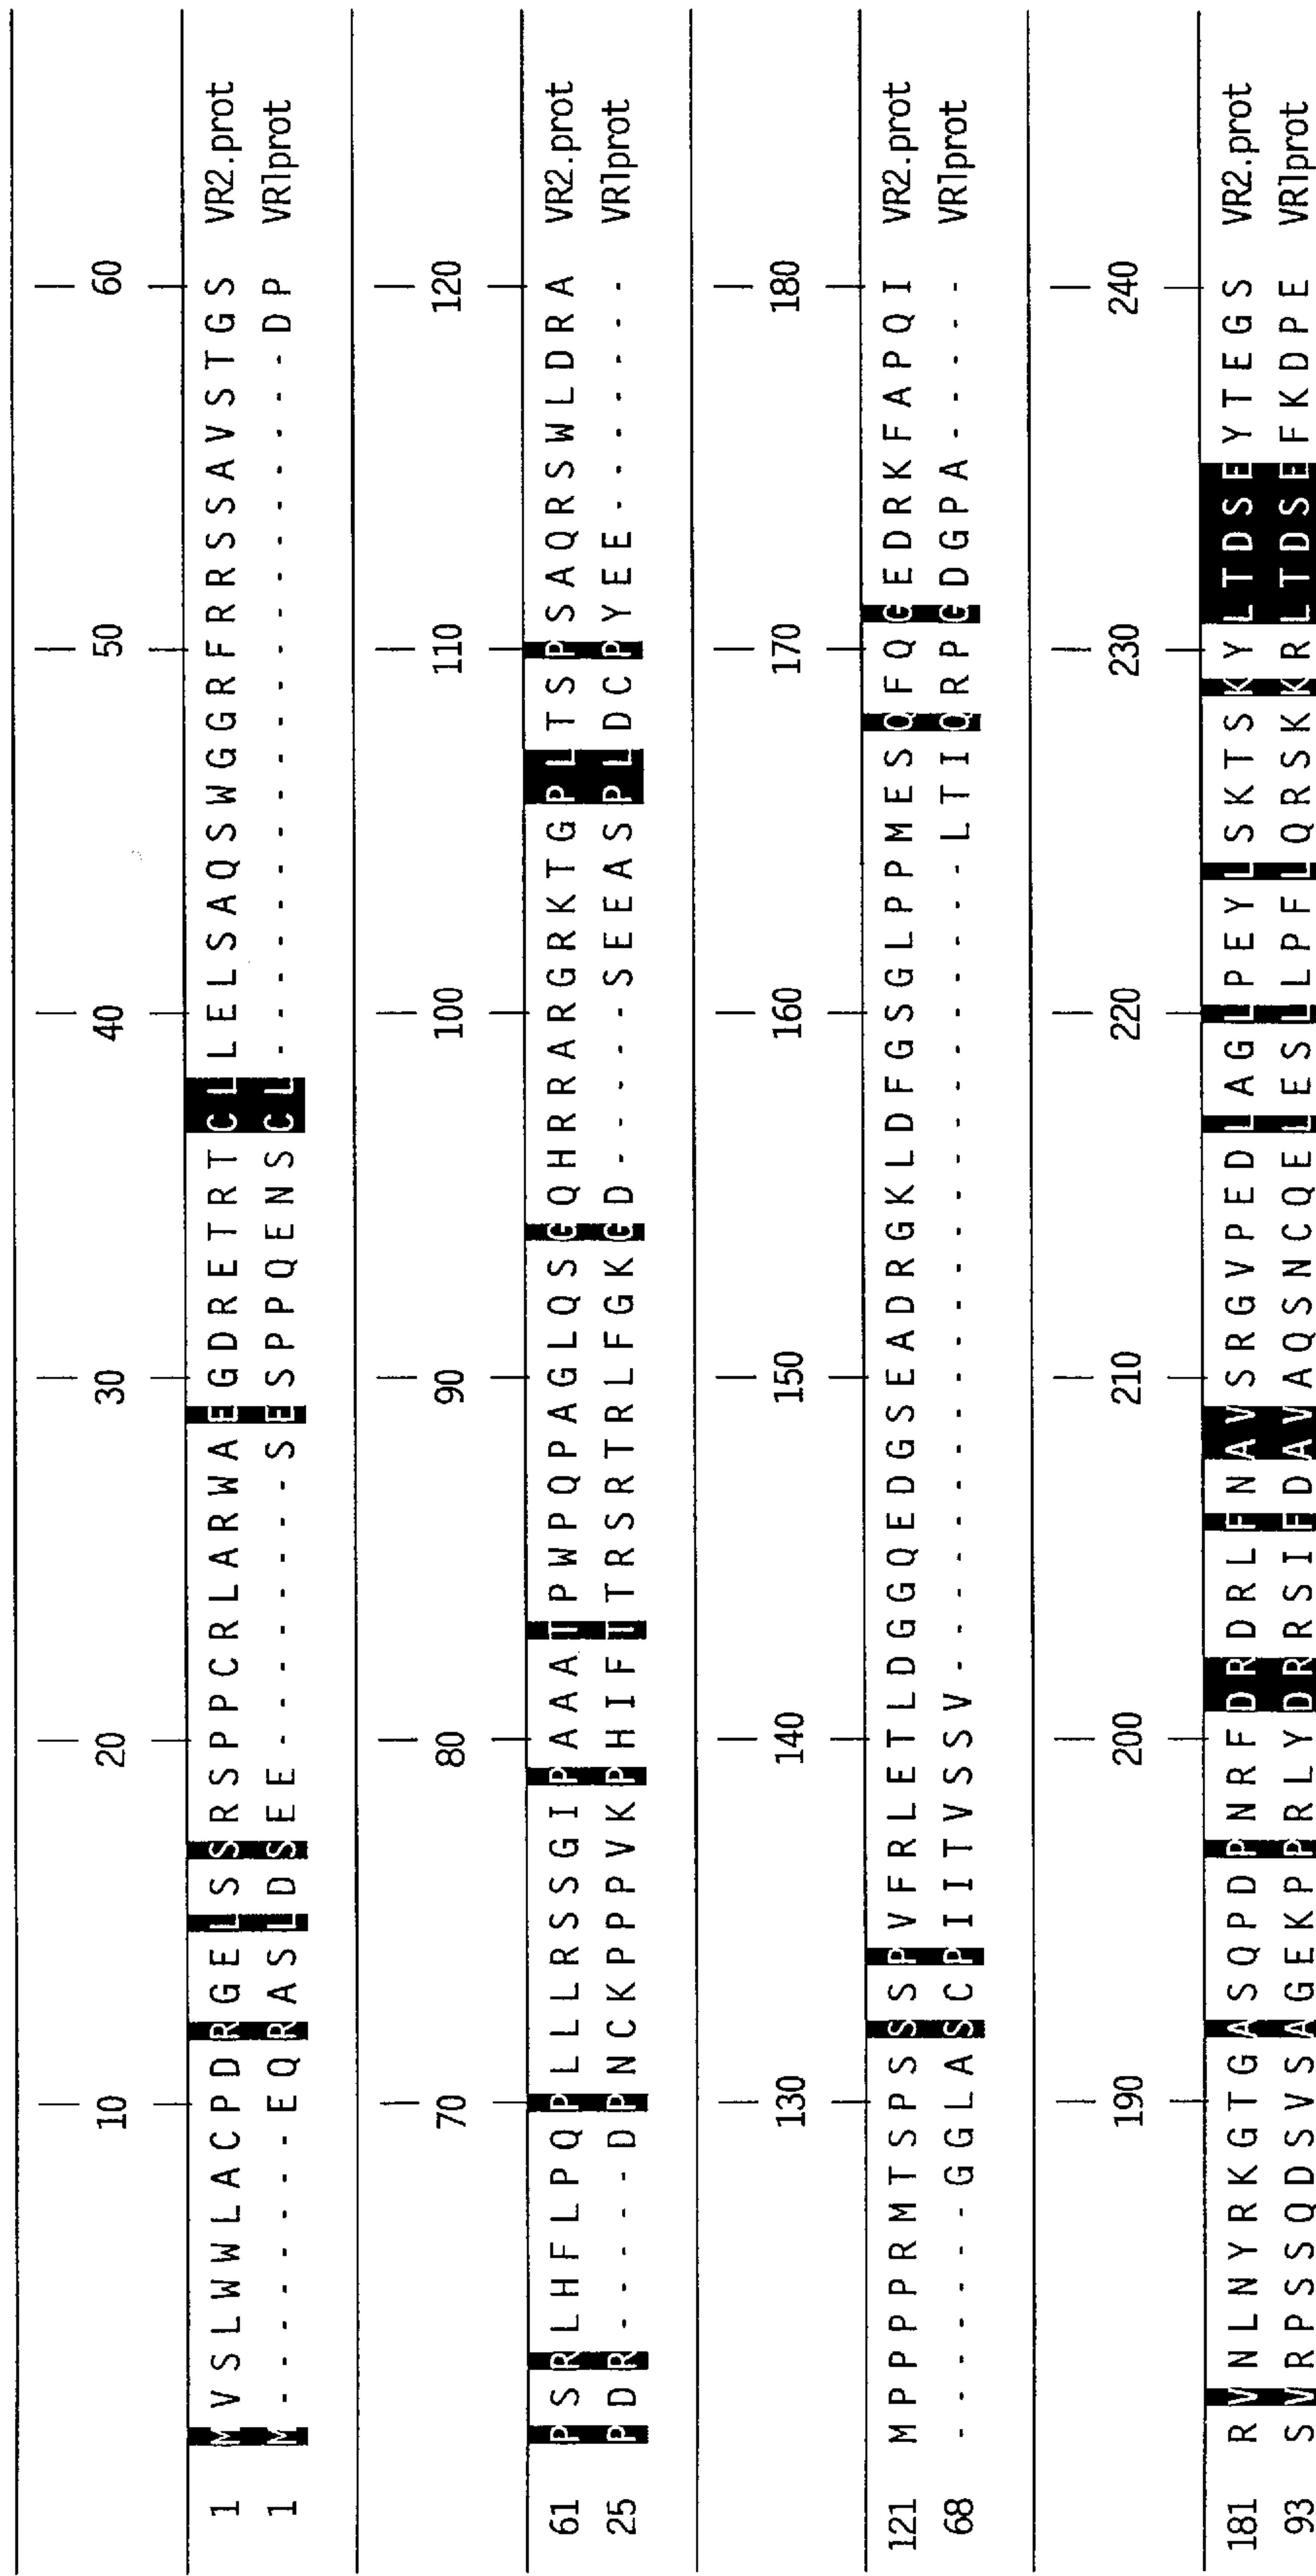 10 20 30 40 50 60
1 M V S L W W L A C P D R G E L S S R S P P C R L A R W A E G D R E T R T C L L E L S A Q S W G G R F R R S S A V S T G S VR2.prot
1 M - - - - - - - - E Q R A S L D S E E - - - - - - - - S E S P P Q E N S C L - - - - - - - - - - - - - - - - - - - - D P VR1prot
70 80 90 100 110 120
61 P S R L H F L P Q P L L L R S S G I P A A A T P W P Q P A G L Q S G Q H R R A R G R K T G P L T S P S A Q R S W L D R A VR2.prot
25 P D R - - - - - D P N C K P P P V K P H I F T T R S R T R L F G K G D - - - - - S E E A S P L D C P Y E E - - - - - - - VR1prot
130 140 150 160 170 180
121 M P P P P R M T S P S S S P V F R L E T L D G G Q E D G S E A D R G K L D F G S G L P P M E S Q F Q G E D R K F A P Q I VR2.prot
68 - - - - - - - G G L A S C P I I T V S S V - - - - - - - - - - - - - - - - - - - - - - - L T I Q R P G D G P A - - - - - VR1prot
190 200 210 220 230 240
181 R V N L N Y R K G T G A S Q P D P N R F D R D R L F N A V S R G V P E D L A G L P E Y L S K T S K Y L T D S E Y T E G S VR2.prot
93 S V R P S S Q D S V S A G E K P P R L Y D R R S I F D A V A Q S N C Q E L E S L L P F L Q R S K K R L T D S E F K D P E VR1prot